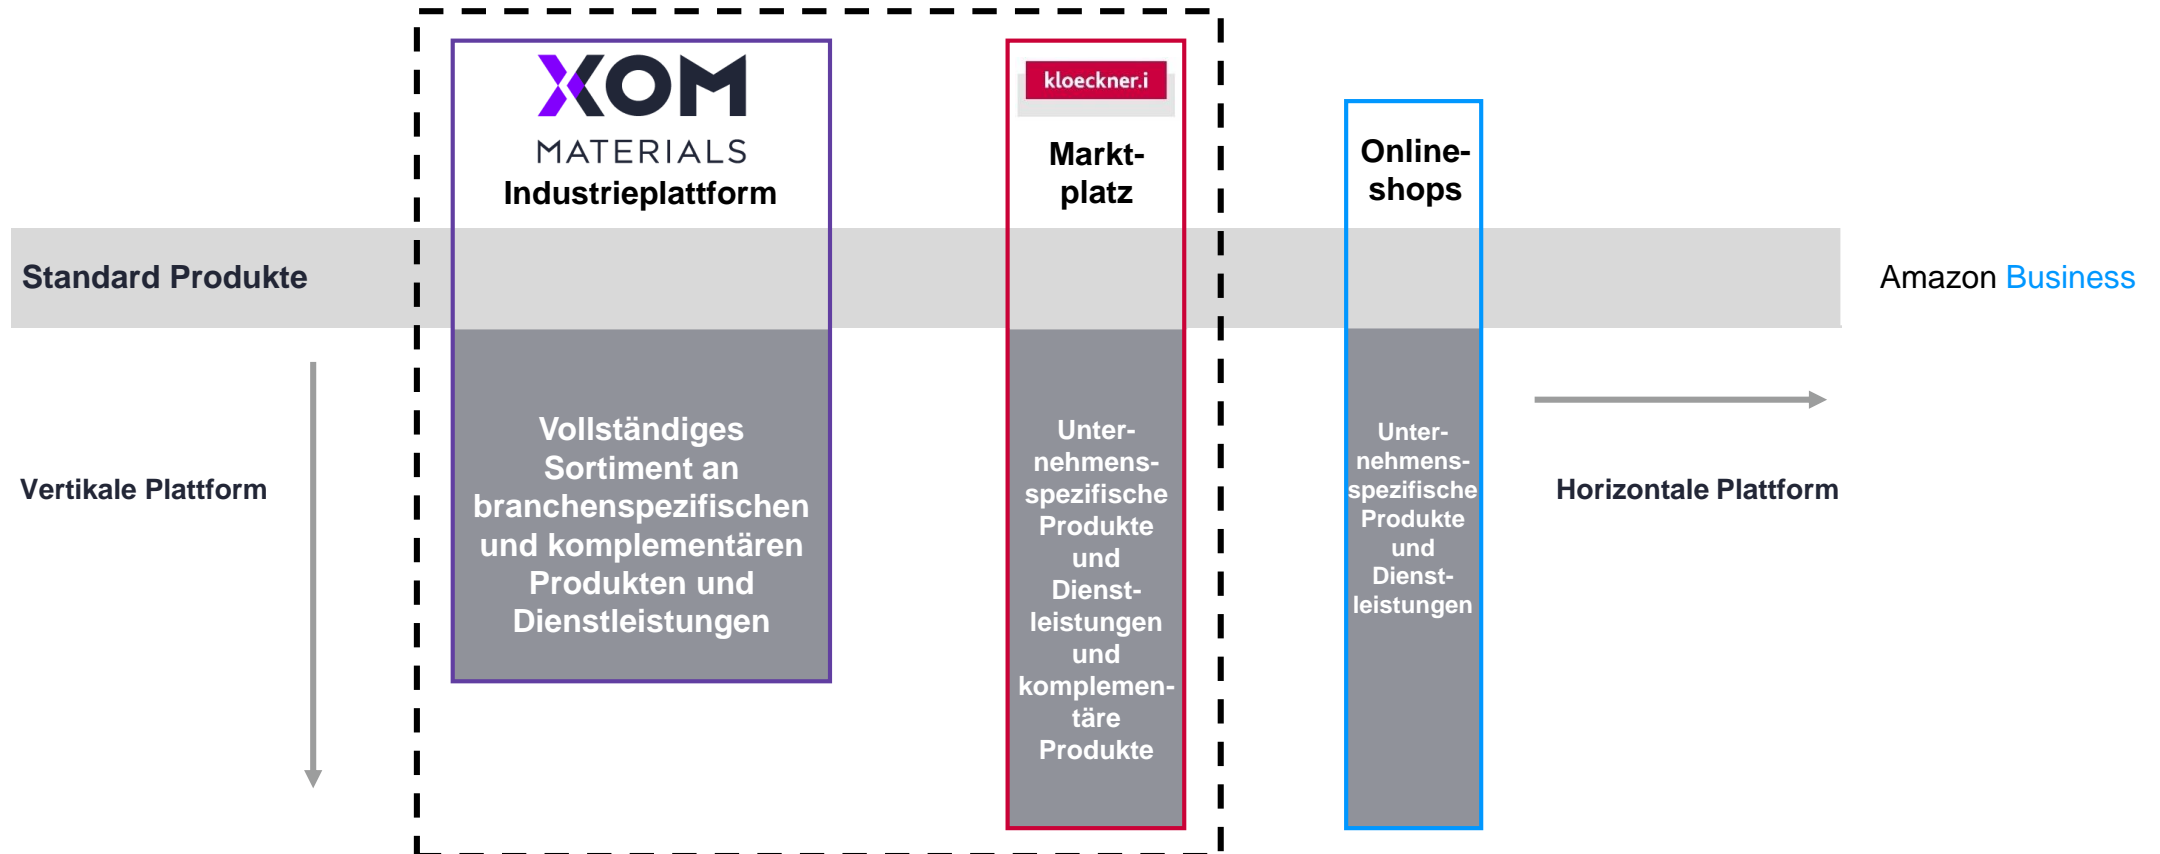 XOM
MATERIALS
Industrieplattform
kloeckner.i
Markt-
platz
Online-
shops
Standard Produkte
Amazon Business
Vertikale Plattform
Vollständiges
Sortiment an
branchenspezifischen
und komplementären
Produkten und
Dienstleistungen
Unter-
nehmens-
spezifische
Produkte
und
Dienst-
leistungen
und
komplemen-
täre
Produkte
Unter-
nehmens-
spezifische
Produkte
und
Dienst-
leistungen
Horizontale Plattform